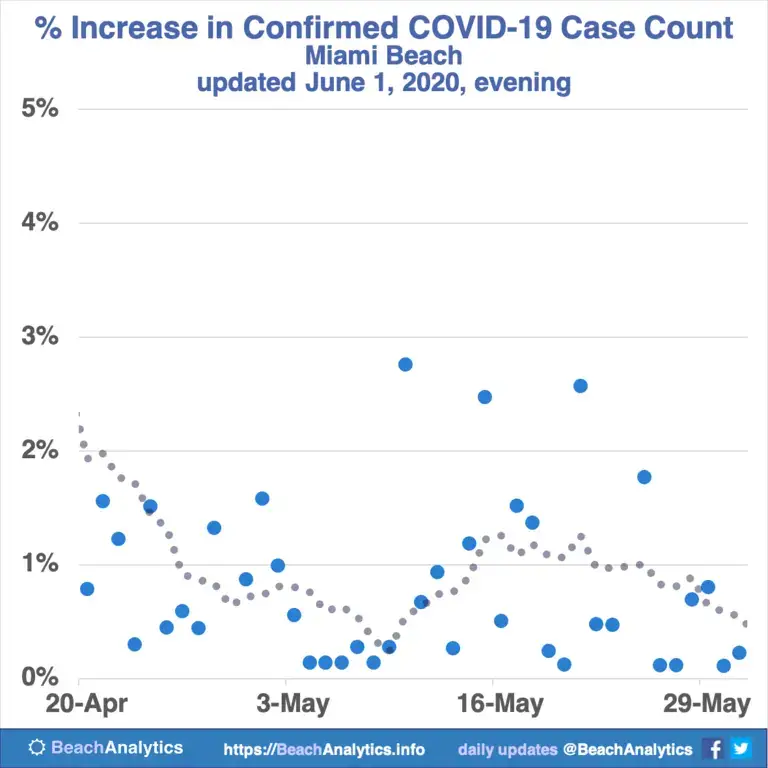 % Increase in Confirmed COVID-19 Case Count
Miami Beach
updated June 1, 2020, evening
5%
4%
3%
2%
1%
0%
20-Apr 3-May 16-May 29-May
BeachAnalytics https://BeachAnalytics.info daily updates @BeachAnalytics